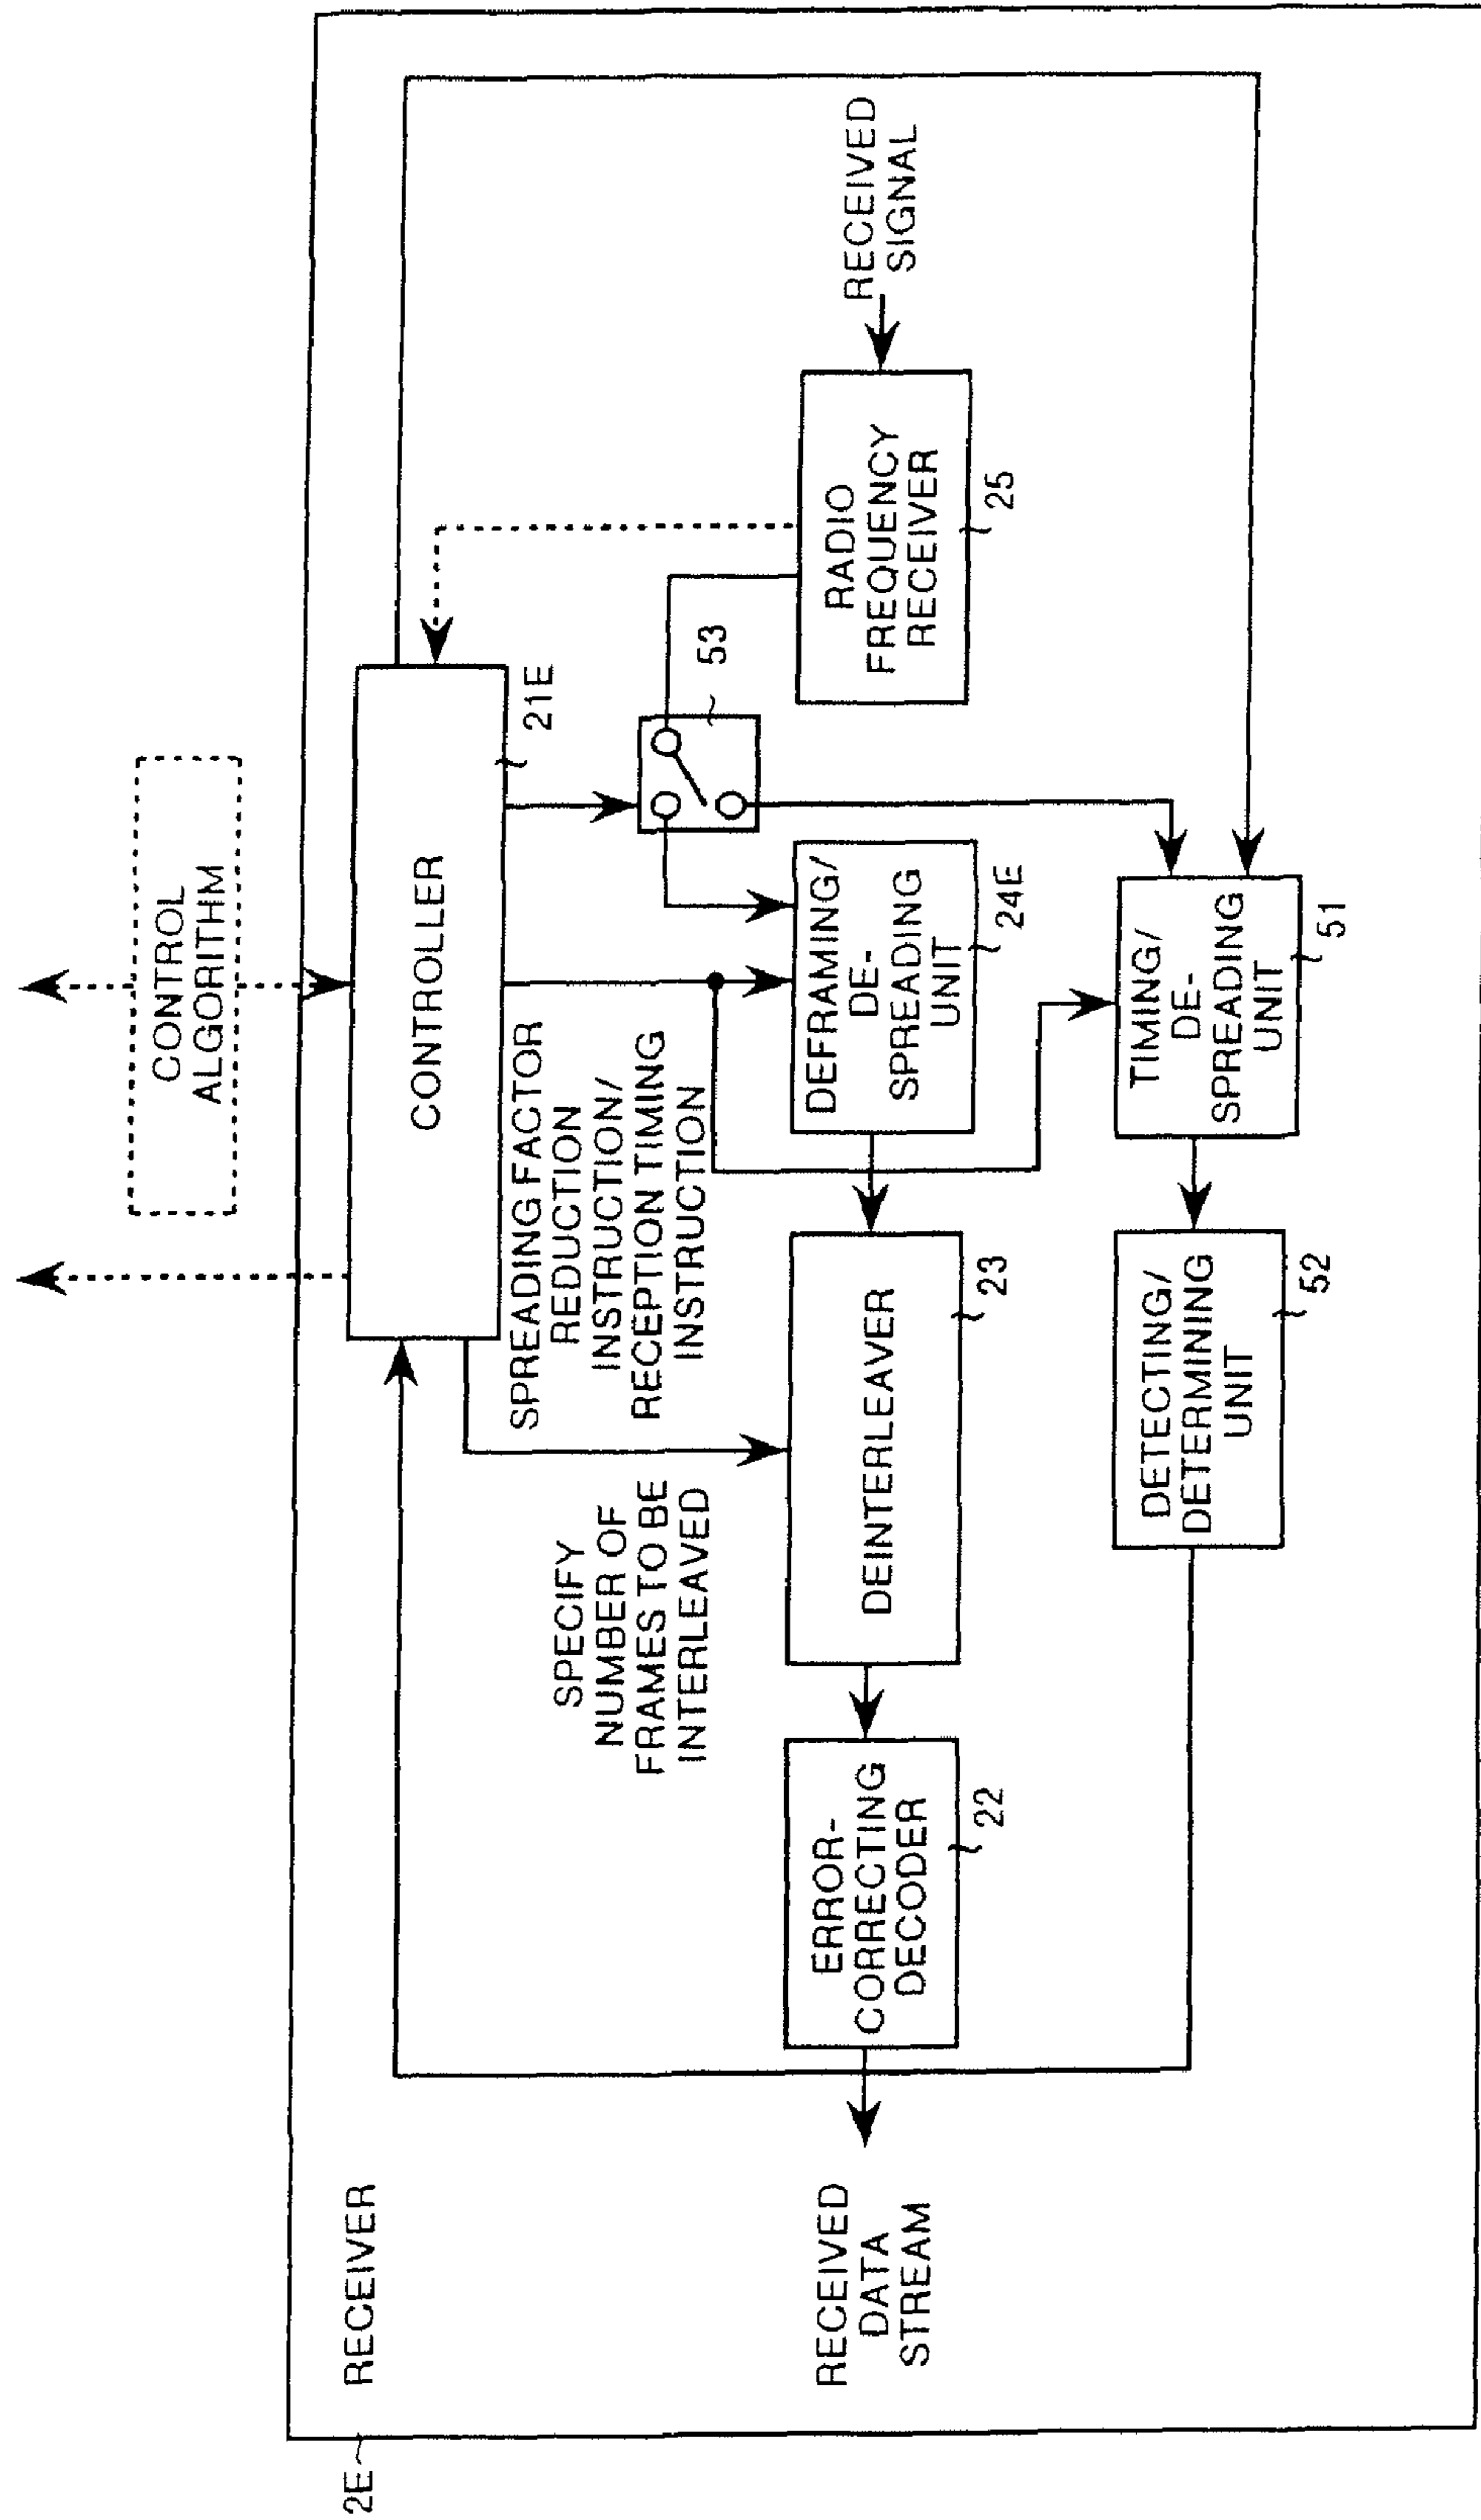 CONTROL
ALGORITHM
2E
RECEIVER
CONTROLLER
21E
SPREADING FACTOR
REDUCTION
INSTRUCTION/
RECEPTION TIMING
INSTRUCTION
SPECIFY
NUMBER OF
FRAMES TO BE
INTERLEAVED
53
RECEIVED
DATA
STREAM
ERROR-
CORRECTING
DECODER
22
DEINTERLEAVER
23
DEFRAMING/
DE-
SPREADING
UNIT
24E
RADIO
FREQUENCY
RECEIVER
25
RECEIVED
SIGNAL
DETECTING/
DETERMINING
UNIT
52
TIMING/
DE-
SPREADING
UNIT
51